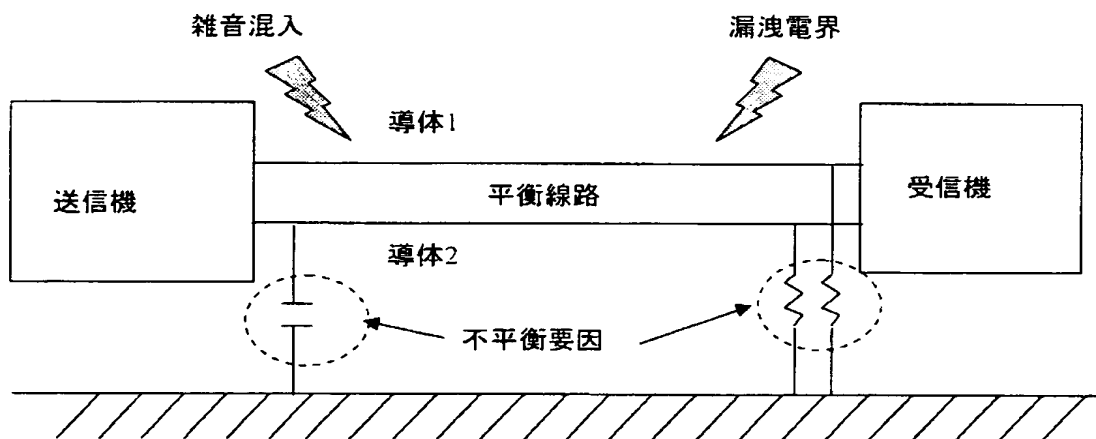 雑音混入
漏洩電界
導体1
送信機
平衡線路
受信機
導体2
不平衡要因